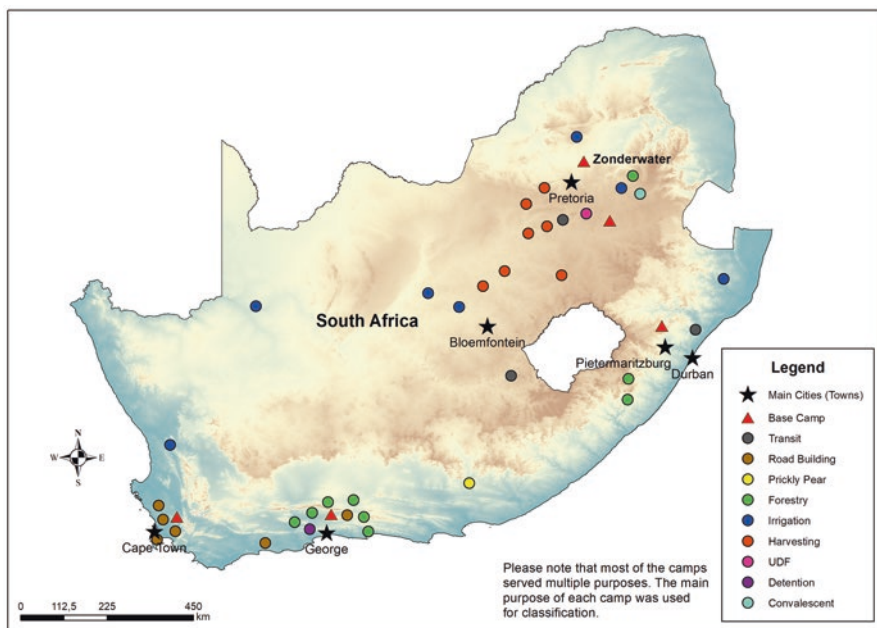 Zonderwater
Pretoria
South Africa
Bloemfontein
Pietermaritzburg
Durban
Cape Town
George
N
W
E
S
Legend
Main Cities (Towns)
Base Camp
Transit
Road Building
Prickly Pear
Forestry
Irrigation
Harvesting
UDF
Detention
Convalescent
Please note that most of the camps
served multiple purposes. The main
purpose of each camp was used
for classification.
0 112,5 225 450
km